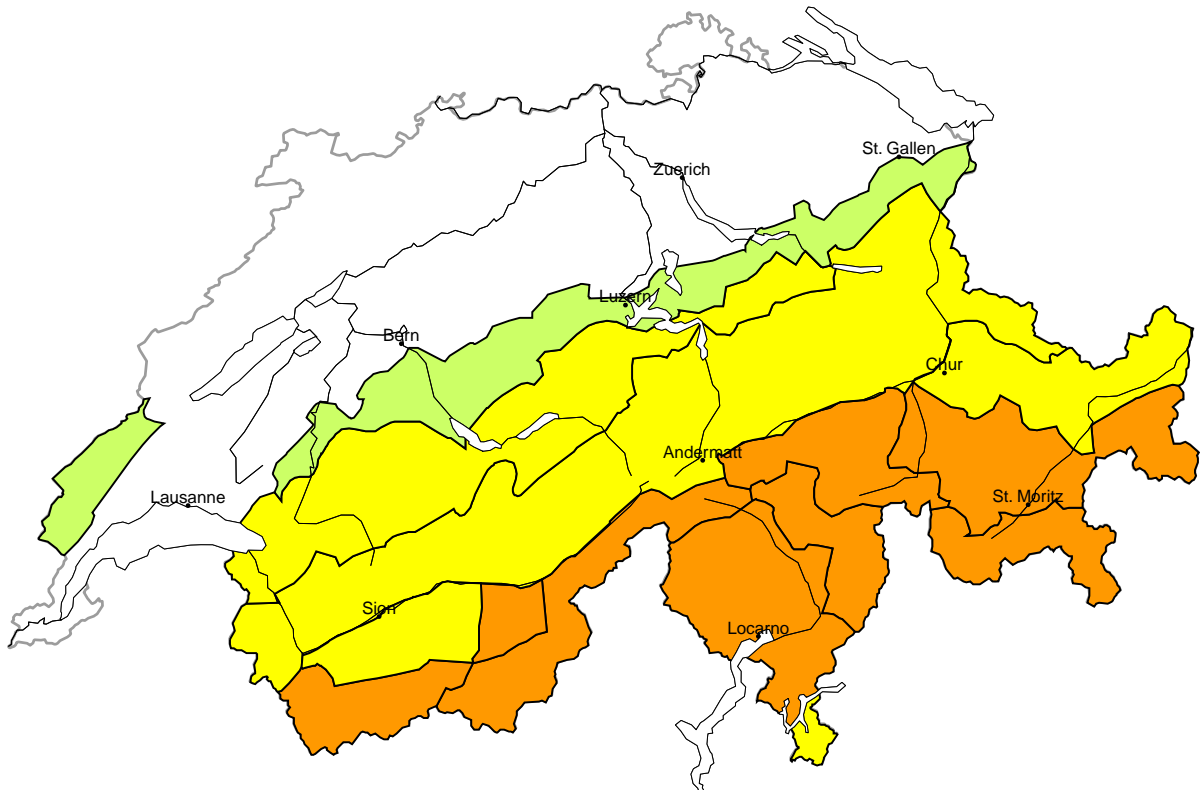 St. Gallen
Zuerich
Luzern
Bern
Chur
Andermatt
Lausanne
St. Moritz
Sion
Locarno